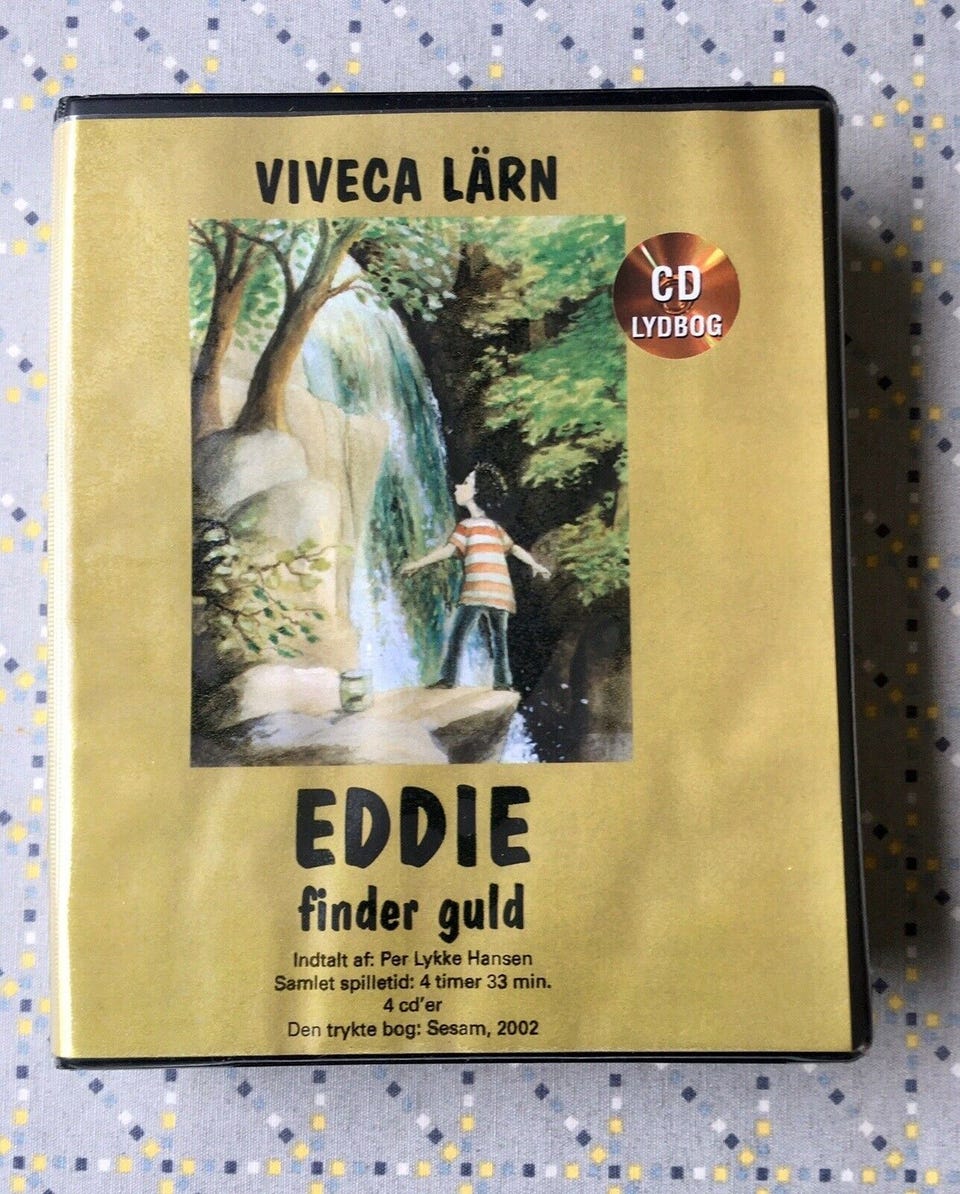 VIVECA LÄRN
CD
LYDBOG
EDDIE
finder guld
Indtalt af: Per Lykke Hansen
Samlet spilletid: 4 timer 33 min.
4 cd'er
Den trykte bog: Sesam, 2002